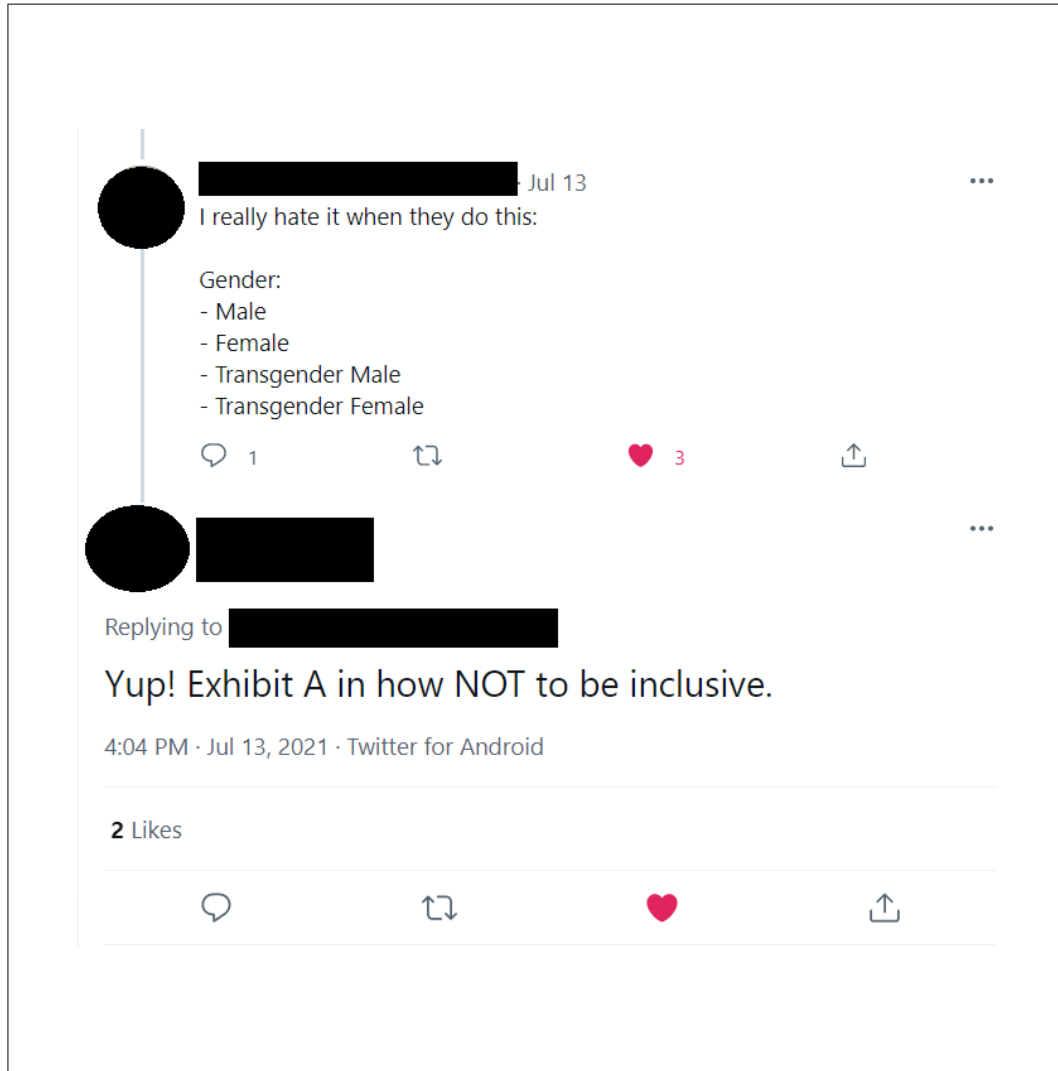 · Jul 13
I really hate it when they do this:
Gender:
- Male
- Female
- Transgender Male
- Transgender Female
1
3
Replying to
Yup! Exhibit A in how NOT to be inclusive.
4:04 PM · Jul 13, 2021 · Twitter for Android
2 Likes